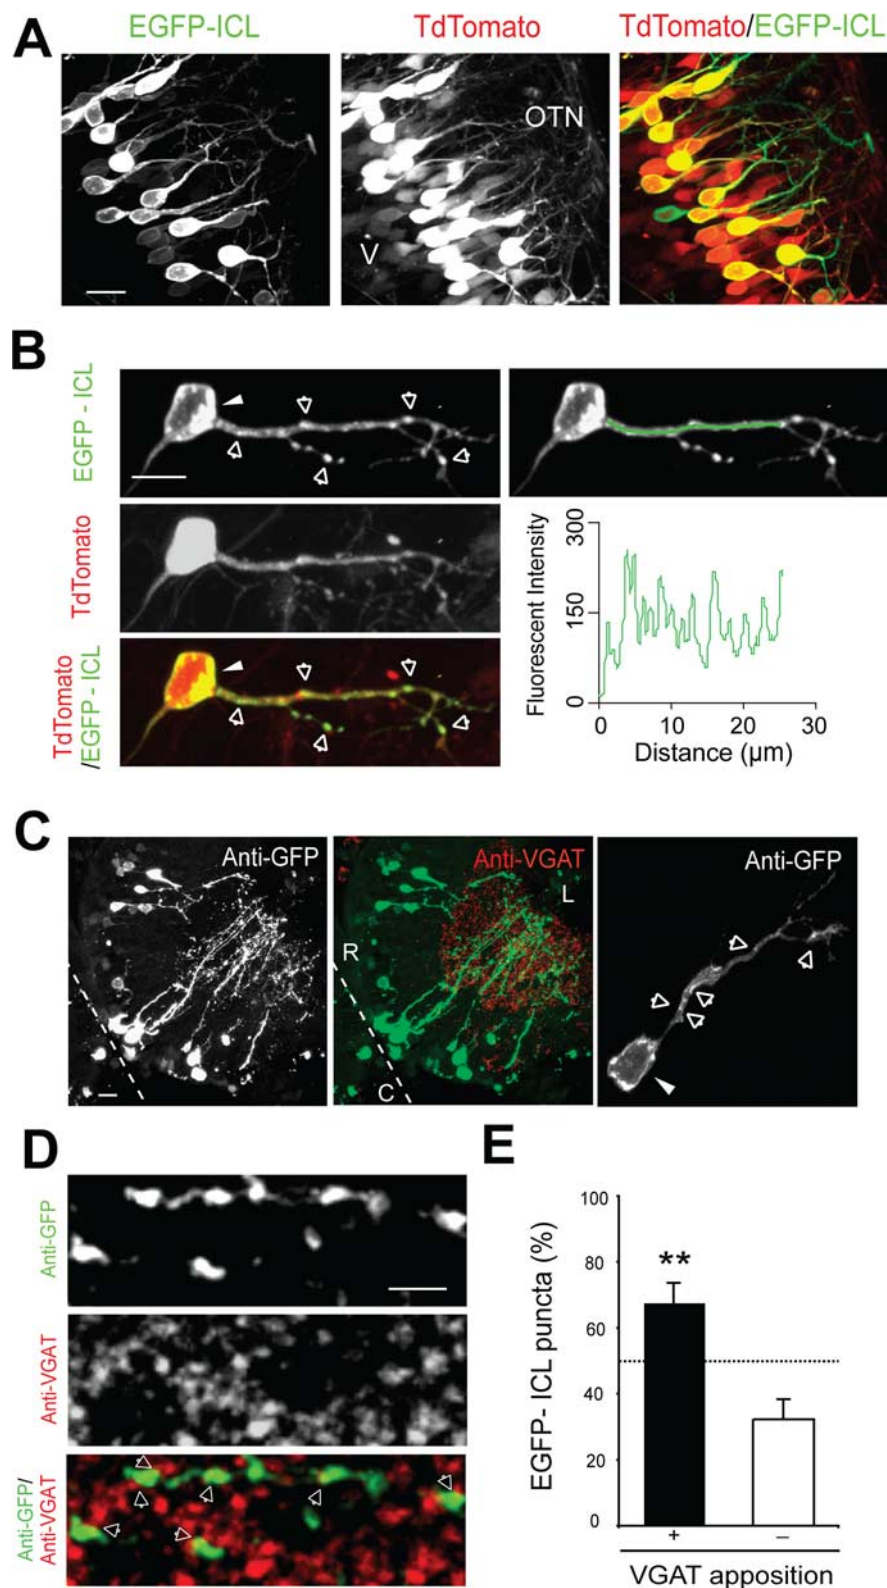 A
EGFP-ICL
TdTomato
TdTomato/EGFP-ICL
OTN
V
B
EGFP - ICL
TdTomato
TdTomato
/EGFP - ICL
Fluorescent Intensity
300
150
0
0 10 20 30
Distance (µm)
C
Anti-GFP
Anti-VGAT
L
R
C
Anti-GFP
D
Anti-GFP
Anti-VGAT
Anti-GFP/
Anti-VGAT
E
EGFP- ICL puncta (%)
100
80
60
40
20
0
**
+ –
VGAT apposition